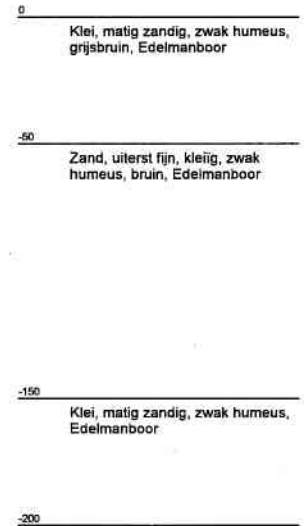 0
Klei, matig zandig, zwak humeus,
grijsbruin, Edelmanboor
-50
Zand, uiterst fijn, kleiïg, zwak
humeus, bruin, Edelmanboor
-150
Klei, matig zandig, zwak humeus,
Edelmanboor
-200